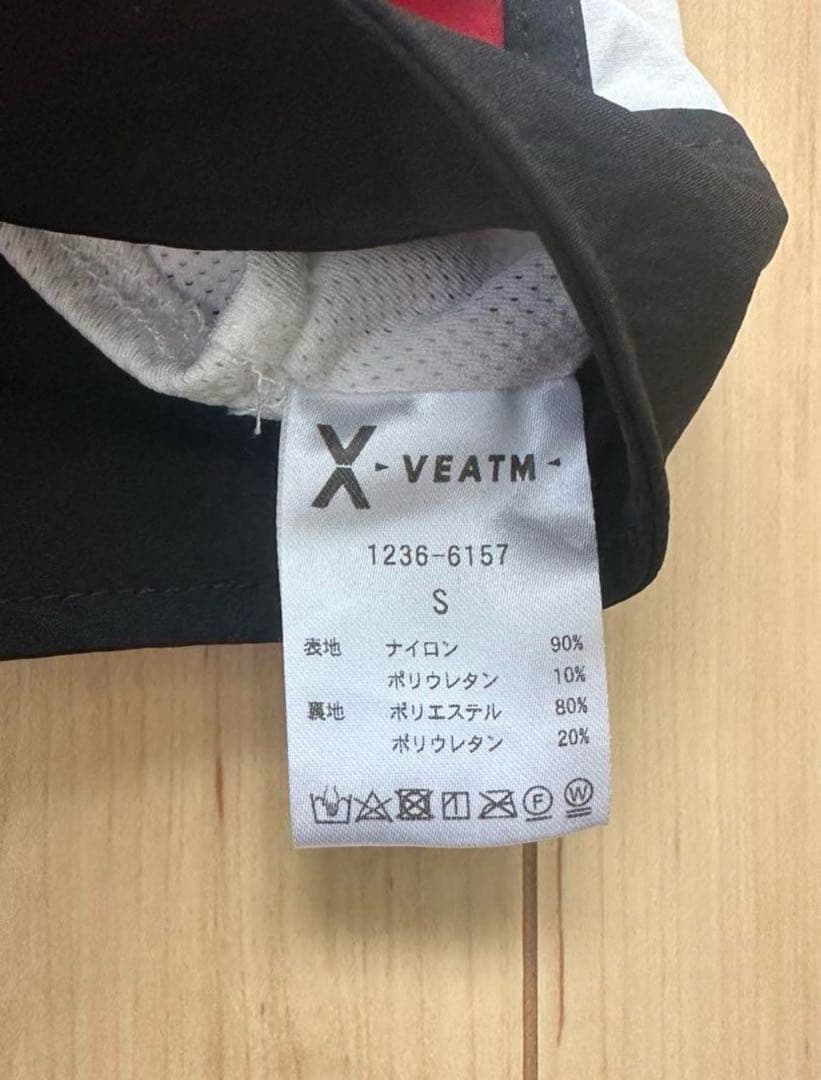 X-VEATM-
1236-6157
S
表地 ナイロン 90%
ポリウレタン 10%
裏地 ポリエステル 80%
ポリウレタン 20%
F W